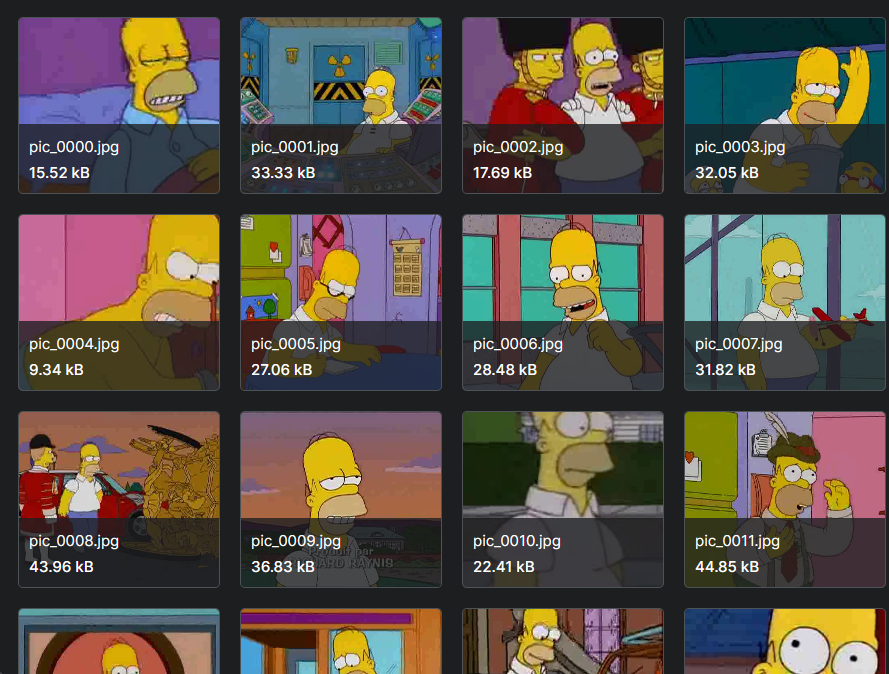 pic_0000.jpg
15.52 kB
pic_0001.jpg
33.33 kB
pic_0002.jpg
17.69 kB
pic_0003.jpg
32.05 kB
pic_0004.jpg
9.34 kB
pic_0005.jpg
27.06 kB
pic_0006.jpg
28.48 kB
pic_0007.jpg
31.82 kB
pic_0008.jpg
43.96 kB
pic_0009.jpg
36.83 kB
pic_0010.jpg
22.41 kB
pic_0011.jpg
44.85 kB